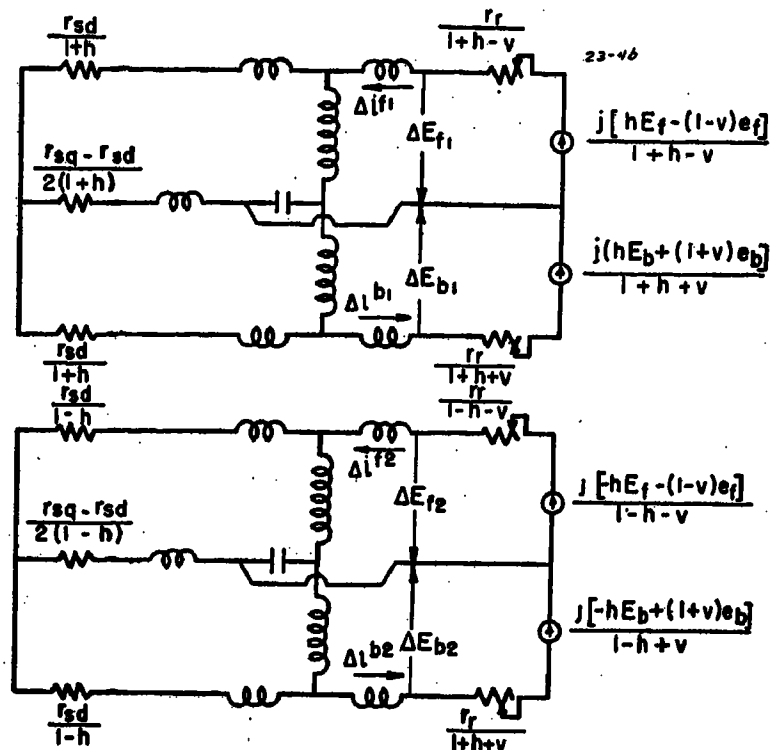 r_sd / 1+h
r_r / 1+h-v
23-46
Δi^f1
ΔE_f1
j[hE_f-(1-v)e_f] / 1+h-v
r_sq - r_sd / 2(1+h)
j(hE_b+(1+v)e_b] / 1+h+v
ΔE_b1
Δi^b1
r_sd / 1+h
r_r / 1+h+v
r_sd / 1-h
r_r / 1-h-v
Δi^f2
ΔE_f2
j[-hE_f-(1-v)e_f] / 1-h-v
r_sq - r_sd / 2(1-h)
j[-hE_b+(1+v)e_b] / 1-h+v
ΔE_b2
Δi^b2
r_sd / 1-h
r_r / 1+h+v